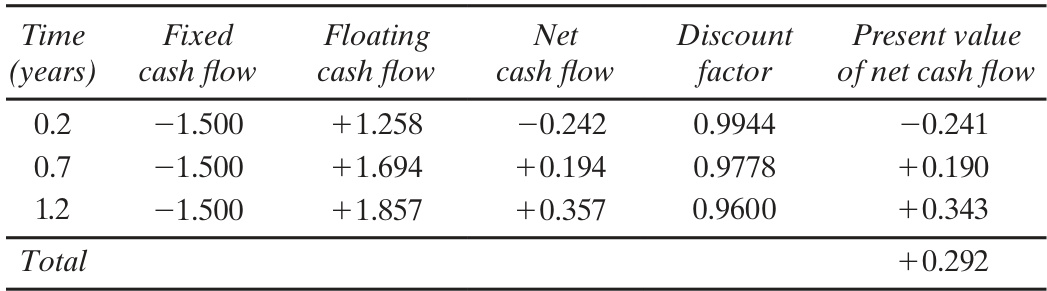 Time Fixed Floating Net Discount Present value
(years) cash flow cash flow cash flow factor of net cash flow
0.2 −1.500 +1.258 −0.242 0.9944 −0.241
0.7 −1.500 +1.694 +0.194 0.9778 +0.190
1.2 −1.500 +1.857 +0.357 0.9600 +0.343
Total +0.292